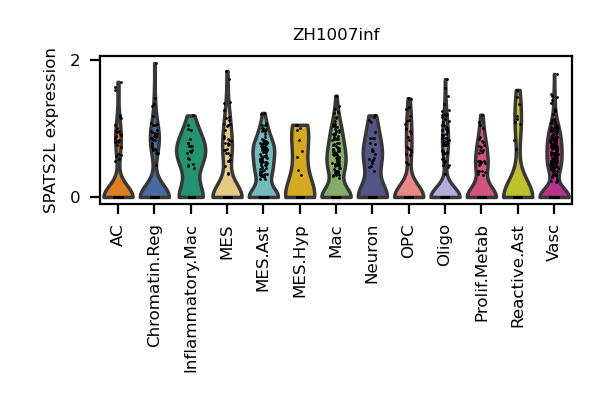 ZH1007inf
SPATS2L expression
2
0
AC
Chromatin.Reg
Inflammatory.Mac
MES
MES.Ast
MES.Hyp
Mac
Neuron
OPC
Oligo
Prolif.Metab
Reactive.Ast
Vasc